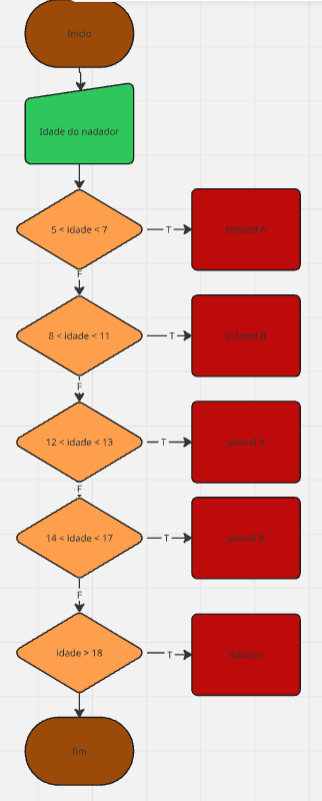 Inicio
Idade do nadador
5 < idade < 7
T
Infantil A
F
8 < idade < 11
T
Infantil B
F
12 < idade < 13
T
Juvenil A
F
14 < idade < 17
T
Juvenil B
F
idade > 18
T
Adultos
fim